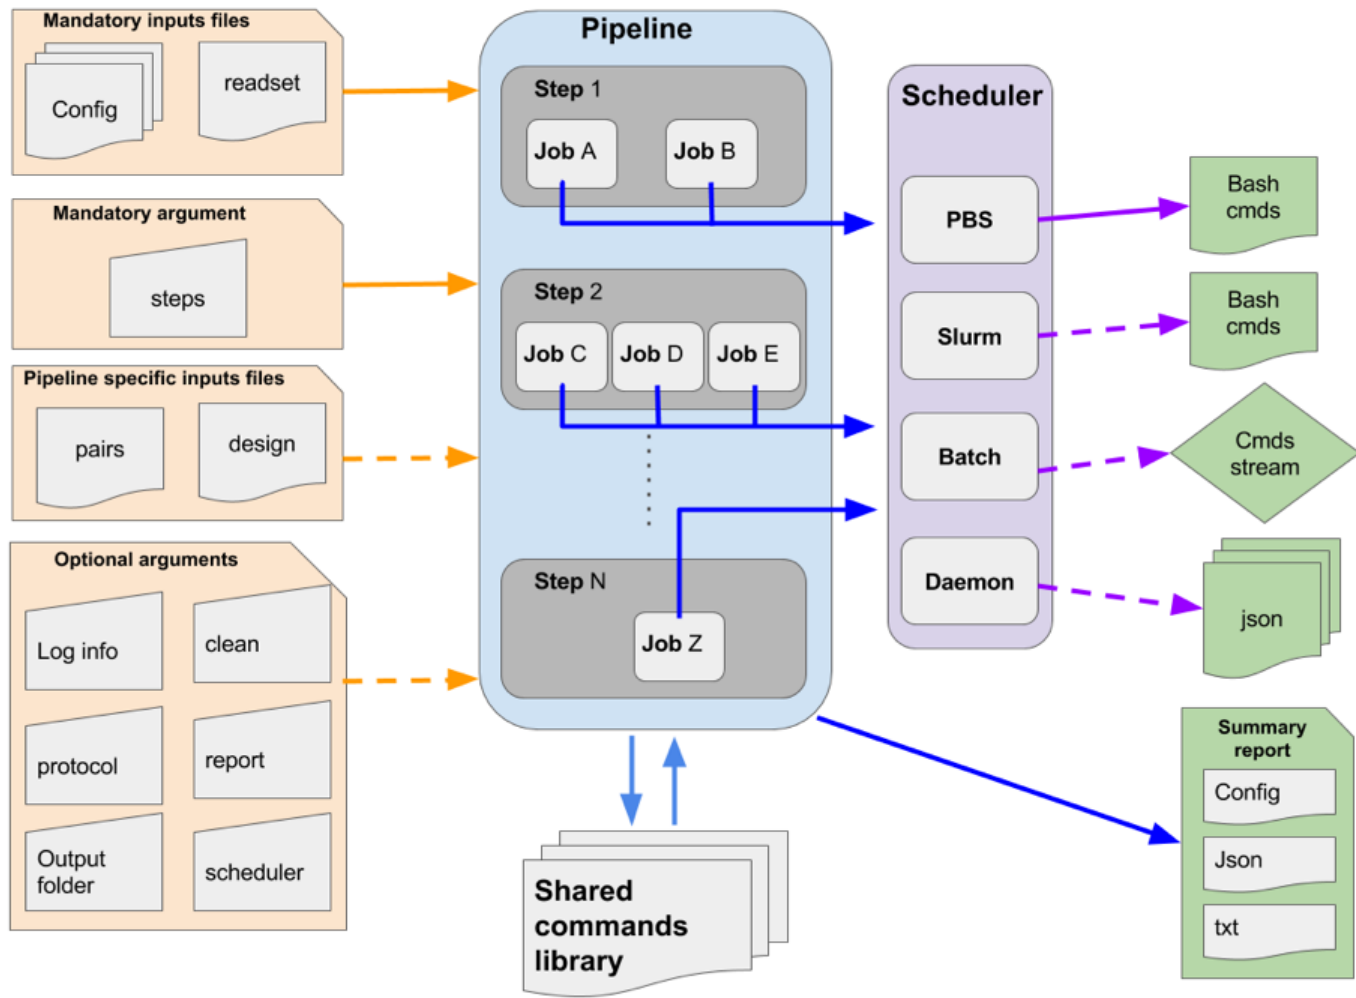 Mandatory inputs files
Config
readset
Mandatory argument
steps
Pipeline specific inputs files
pairs
design
Optional arguments
Log info
clean
protocol
report
Output
folder
scheduler
Pipeline
Step 1
Job A
Job B
Step 2
Job C
Job D
Job E
Step N
Job Z
Shared
commands
library
Scheduler
PBS
Slurm
Batch
Daemon
Bash
cmds
Bash
cmds
Cmds
stream
json
Summary
report
Config
Json
txt